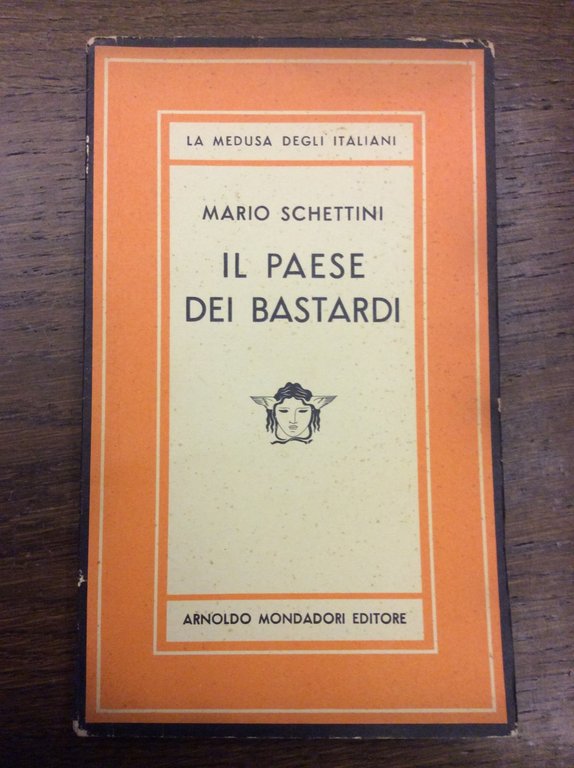 LA MEDUSA DEGLI ITALIANI
MARIO SCHETTINI
IL PAESE
DEI BASTARDI
ARNOLDO MONDADORI EDITORE